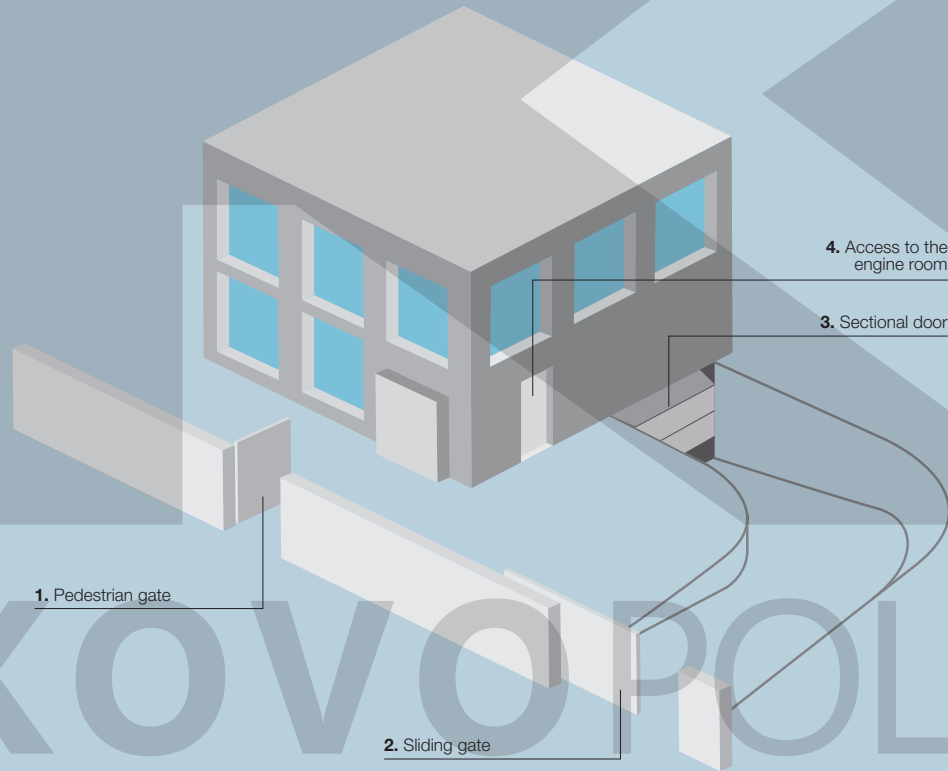 4. Access to the
engine room
3. Sectional door
1. Pedestrian gate
2. Sliding gate
KOVOPOL